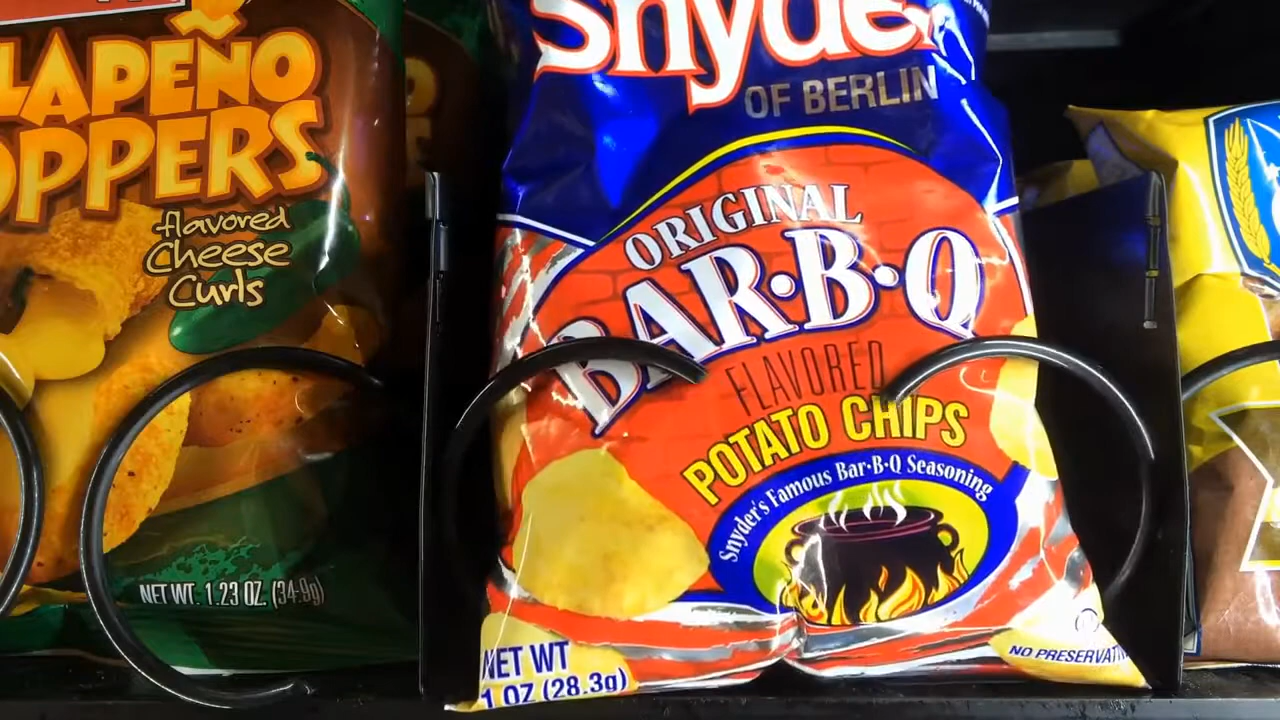 LAPEÑO
OPPERS
flavored
Cheese
Curls
NET WT. 1.23 OZ. (34.9g)
Snyder
OF BERLIN
ORIGINAL
BAR•B•Q
FLAVORED
POTATO CHIPS
Snyder's Famous Bar-B-Q Seasoning
NET WT
1 OZ (28.3g)
NO PRESERVATI